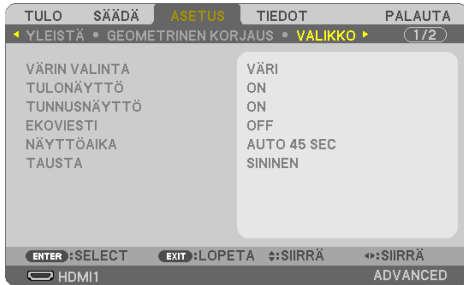 TULO SÄÄDÄ ASETUS TIEDOT PALAUTA
YLEISTÄ • GEOMETRINEN KORJAUS • VALIKKO 1/2
VÄRIN VALINTA VÄRI
TULONÄYTTÖ ON
TUNNUSNÄYTTÖ ON
EKOVIESTI OFF
NÄYTTÖAIKA AUTO 45 SEC
TAUSTA SININEN
ENTER :SELECT EXIT :LOPETA :SIIRRÄ :SIIRRÄ
HDMI1 ADVANCED